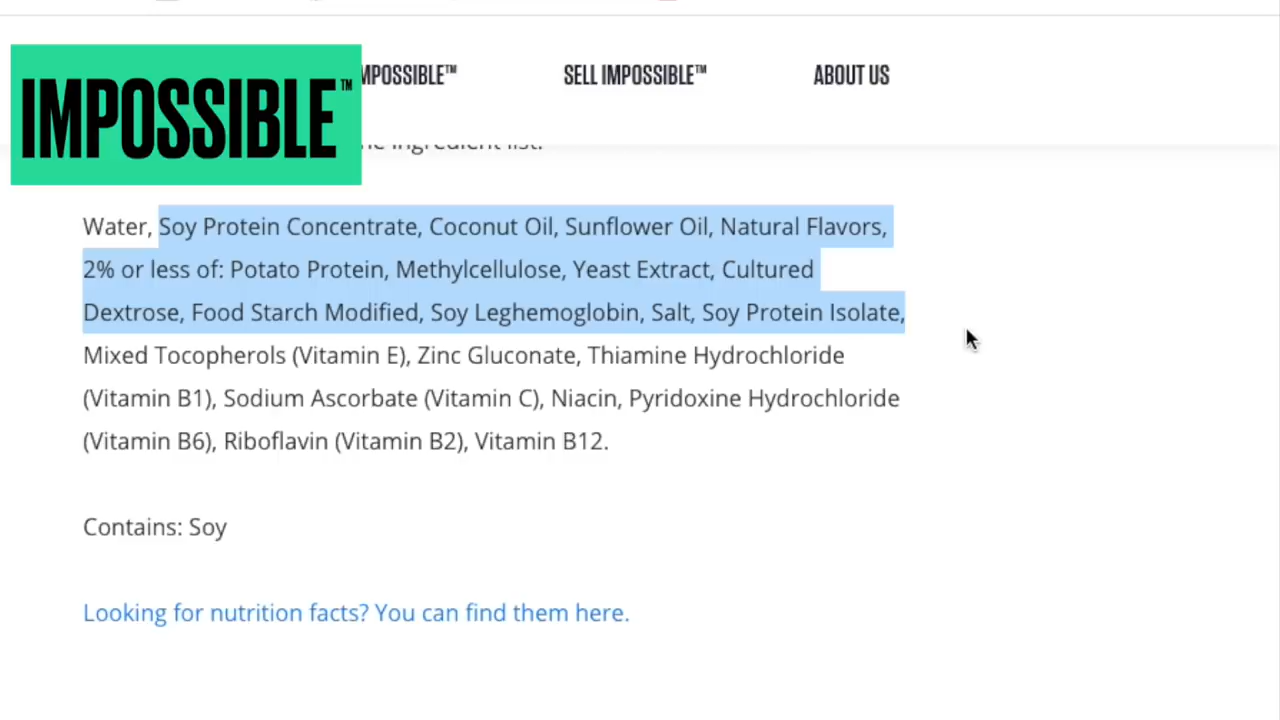 IMPOSSIBLE™
MPOSSIBLE™
SELL IMPOSSIBLE™
ABOUT US
ingredient list.
Water, Soy Protein Concentrate, Coconut Oil, Sunflower Oil, Natural Flavors,
2% or less of: Potato Protein, Methylcellulose, Yeast Extract, Cultured
Dextrose, Food Starch Modified, Soy Leghemoglobin, Salt, Soy Protein Isolate,
Mixed Tocopherols (Vitamin E), Zinc Gluconate, Thiamine Hydrochloride
(Vitamin B1), Sodium Ascorbate (Vitamin C), Niacin, Pyridoxine Hydrochloride
(Vitamin B6), Riboflavin (Vitamin B2), Vitamin B12.
Contains: Soy
Looking for nutrition facts? You can find them here.